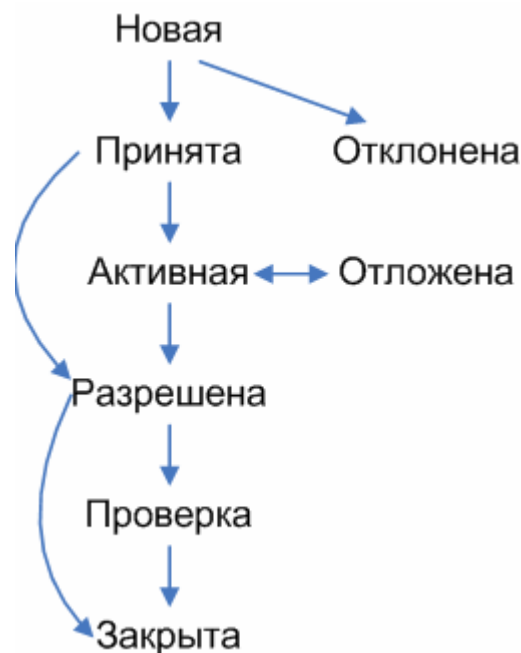 Новая
Принята
Отклонена
Активная
Отложена
Разрешена
Проверка
Закрыта